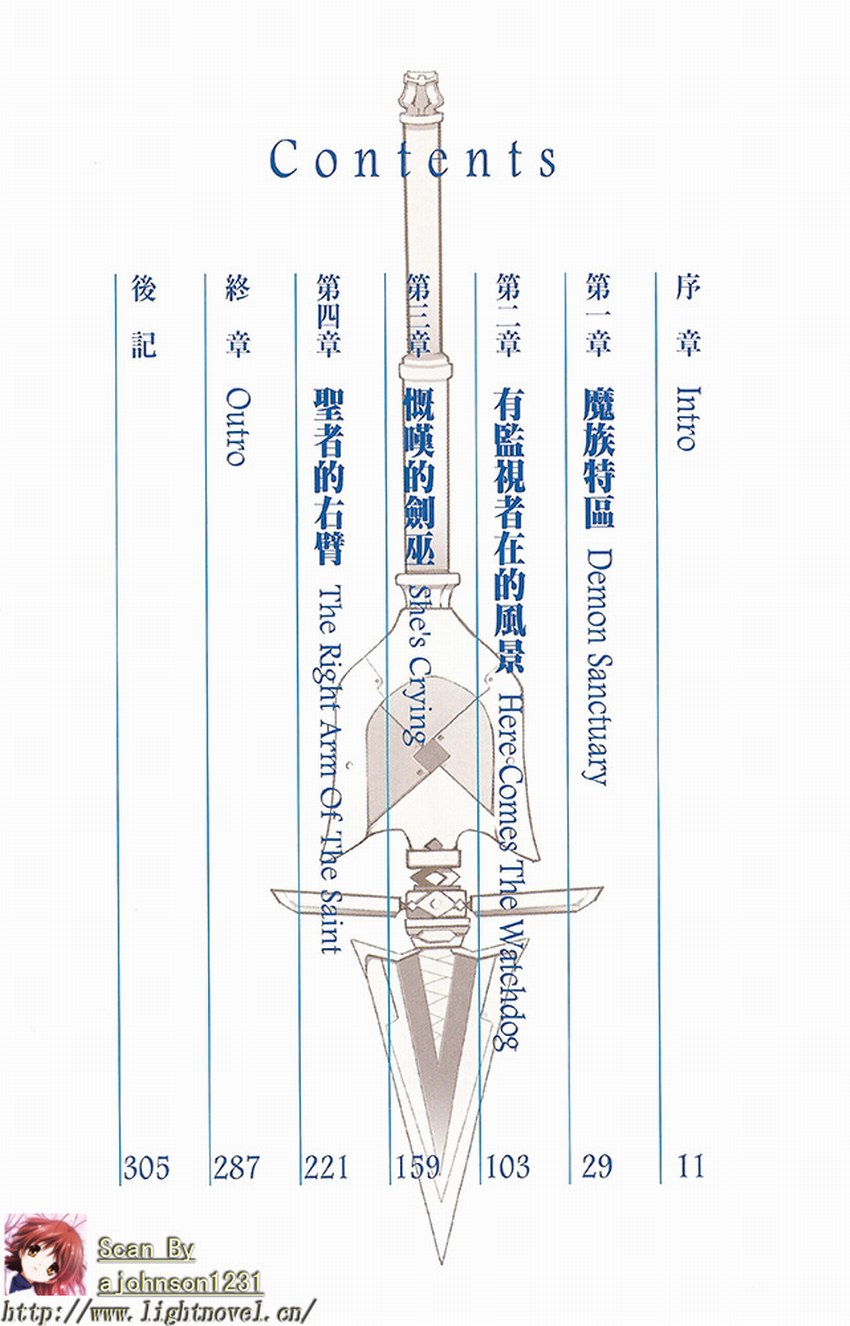 Contents
序章 Intro 11
第一章 魔族特區 Demon Sanctuary 29
第二章 有監視者在的風景 Here Comes The Watchdog 103
第三章 慨嘆的劍巫 She's Crying 159
第四章 聖者的右臂 The Right Arm Of The Saint 221
終章 Outro 287
後記 305
Scan By
ajohnson1231
http://www.lightnovel.cn/